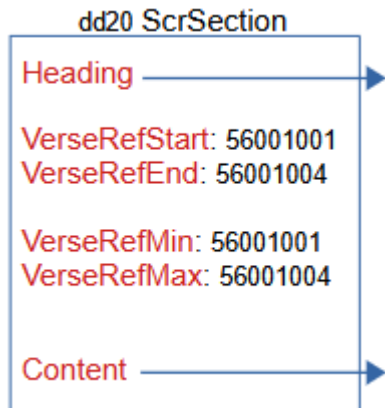 dd20 ScrSection
Heading
VerseRefStart: 56001001
VerseRefEnd: 56001004
VerseRefMin: 56001001
VerseRefMax: 56001004
Content